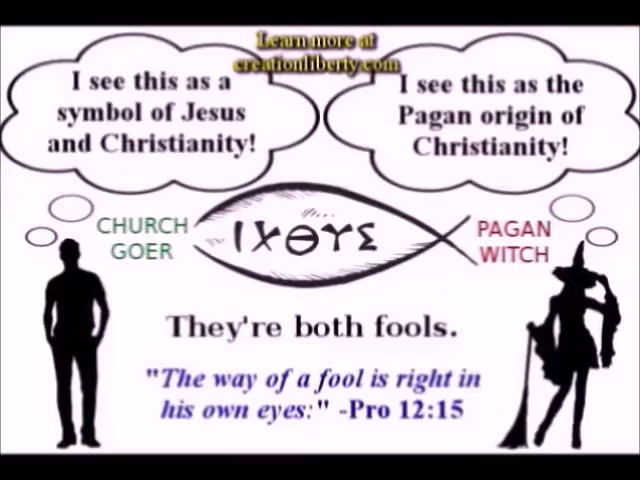 Learn more at
creationliberty.com
I see this as a
symbol of Jesus
and Christianity!
I see this as the
Pagan origin of
Christianity!
CHURCH
GOER
ΙΧΘΥΣ
PAGAN
WITCH
They're both fools.
"The way of a fool is right in
his own eyes:" -Pro 12:15